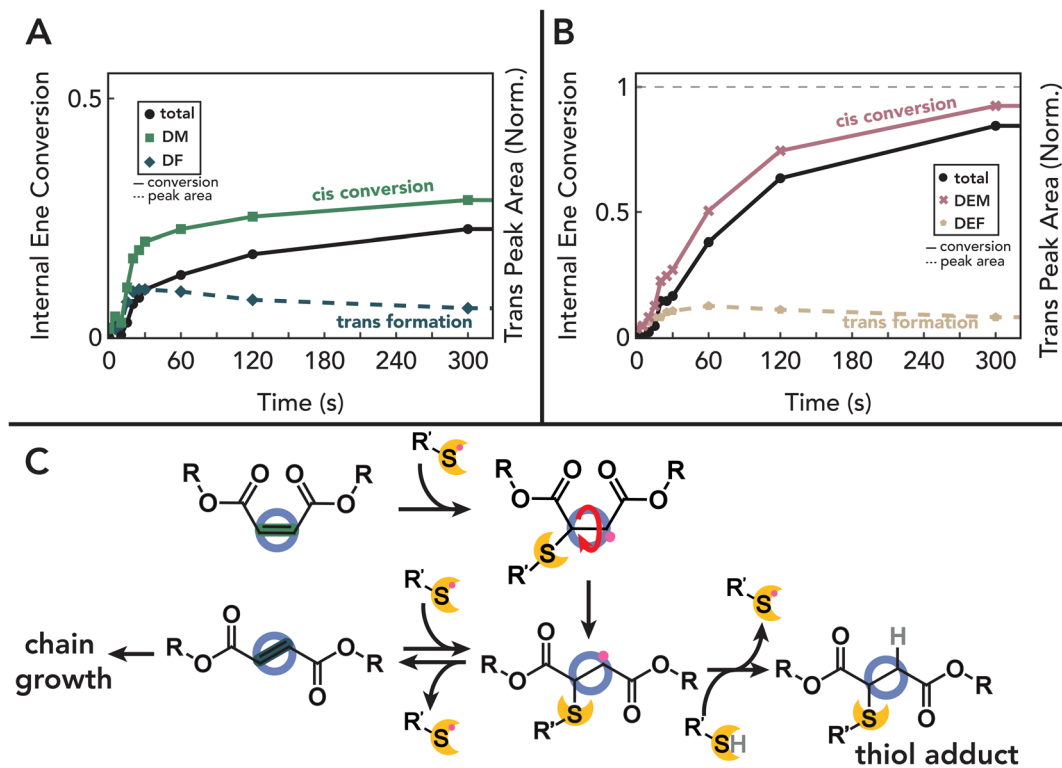 A
Internal Ene Conversion
0.5
0
total
DM
DF
conversion
peak area
cis conversion
trans formation
0 60 120 180 240 300
Time (s)
Trans Peak Area (Norm.)
B
Internal Ene Conversion
1
0.5
0
cis conversion
total
DEM
DEF
conversion
peak area
trans formation
0 60 120 180 240 300
Time (s)
Trans Peak Area (Norm.)
C
R O O O O R
R' S
O O O O R R
R' S
R' S
chain growth
R O O O O R
R' S
O O O O R R
R' S
R' SH
R' S
H
O O O O R R
R' S
thiol adduct